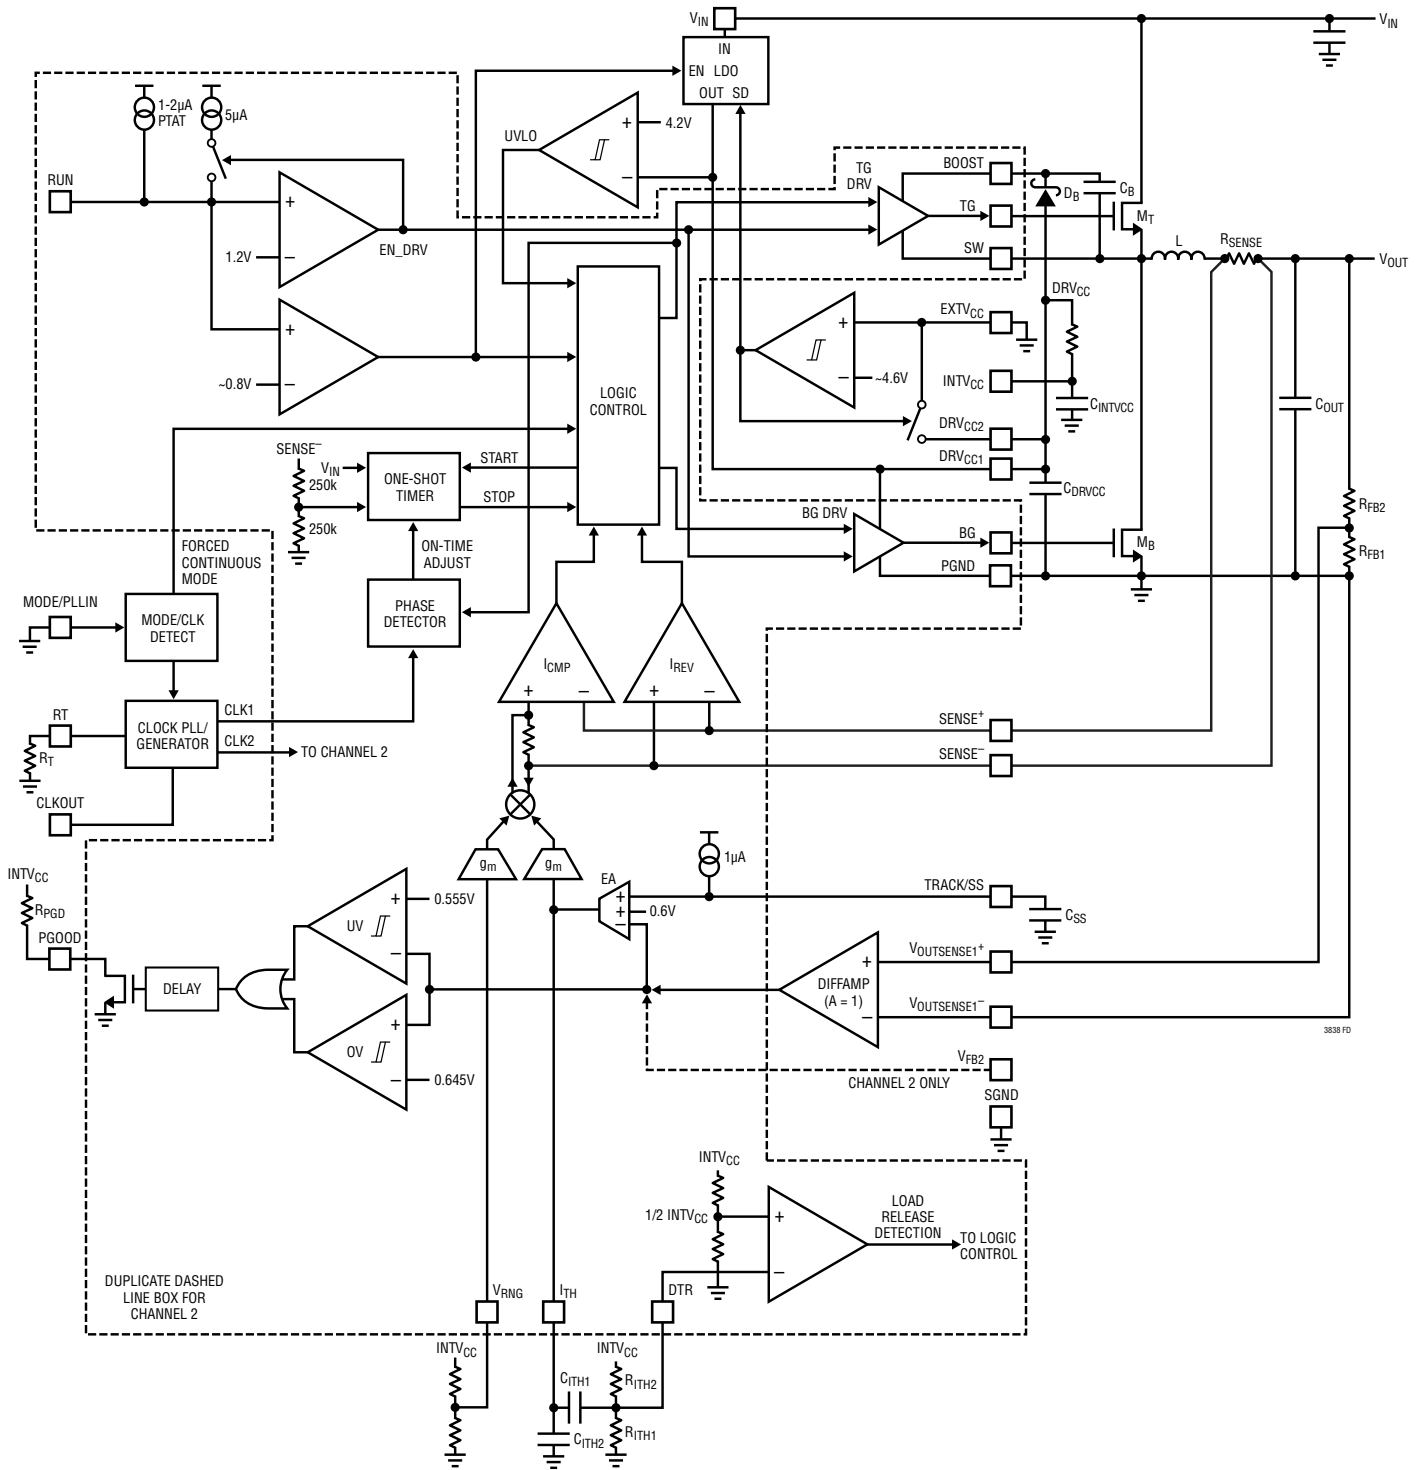 VIN
VIN
IN
EN LDO
OUT SD
1-2µA
PTAT
5µA
UVLO
+
4.2V
–
RUN
+
1.2V
–
EN_DRV
+
~0.8V
–
TG
DRV
BOOST
TG
SW
DB
CB
MT
L
RSENSE
VOUT
DRVCC
EXTVCC
+
–
~4.6V
INTVCC
CINTVCC
COUT
DRVCC2
DRVCC1
CDRVCC
LOGIC
CONTROL
SENSE–
VIN
250k
250k
ONE-SHOT
TIMER
START
STOP
ON-TIME
ADJUST
PHASE
DETECTOR
BG DRV
BG
PGND
MB
RFB2
RFB1
FORCED
CONTINUOUS
MODE
MODE/PLLIN
MODE/CLK
DETECT
RT
RT
CLOCK PLL/
GENERATOR
CLK1
CLK2
TO CHANNEL 2
CLKOUT
ICMP
+
–
IREV
+
–
SENSE+
SENSE–
gm
gm
EA
+
+
–
0.6V
1µA
TRACK/SS
CSS
INTVCC
RPGD
PGOOD
DELAY
UV
+
–
0.555V
OV
+
–
0.645V
DIFFAMP
(A = 1)
+
–
VOUTSENSE1+
VOUTSENSE1–
3838 FD
VFB2
CHANNEL 2 ONLY
SGND
INTVCC
1/2 INTVCC
+
–
LOAD
RELEASE
DETECTION
TO LOGIC
CONTROL
DUPLICATE DASHED
LINE BOX FOR
CHANNEL 2
VRNG
ITH
DTR
INTVCC
INTVCC
CITH1
RITH2
CITH2
RITH1